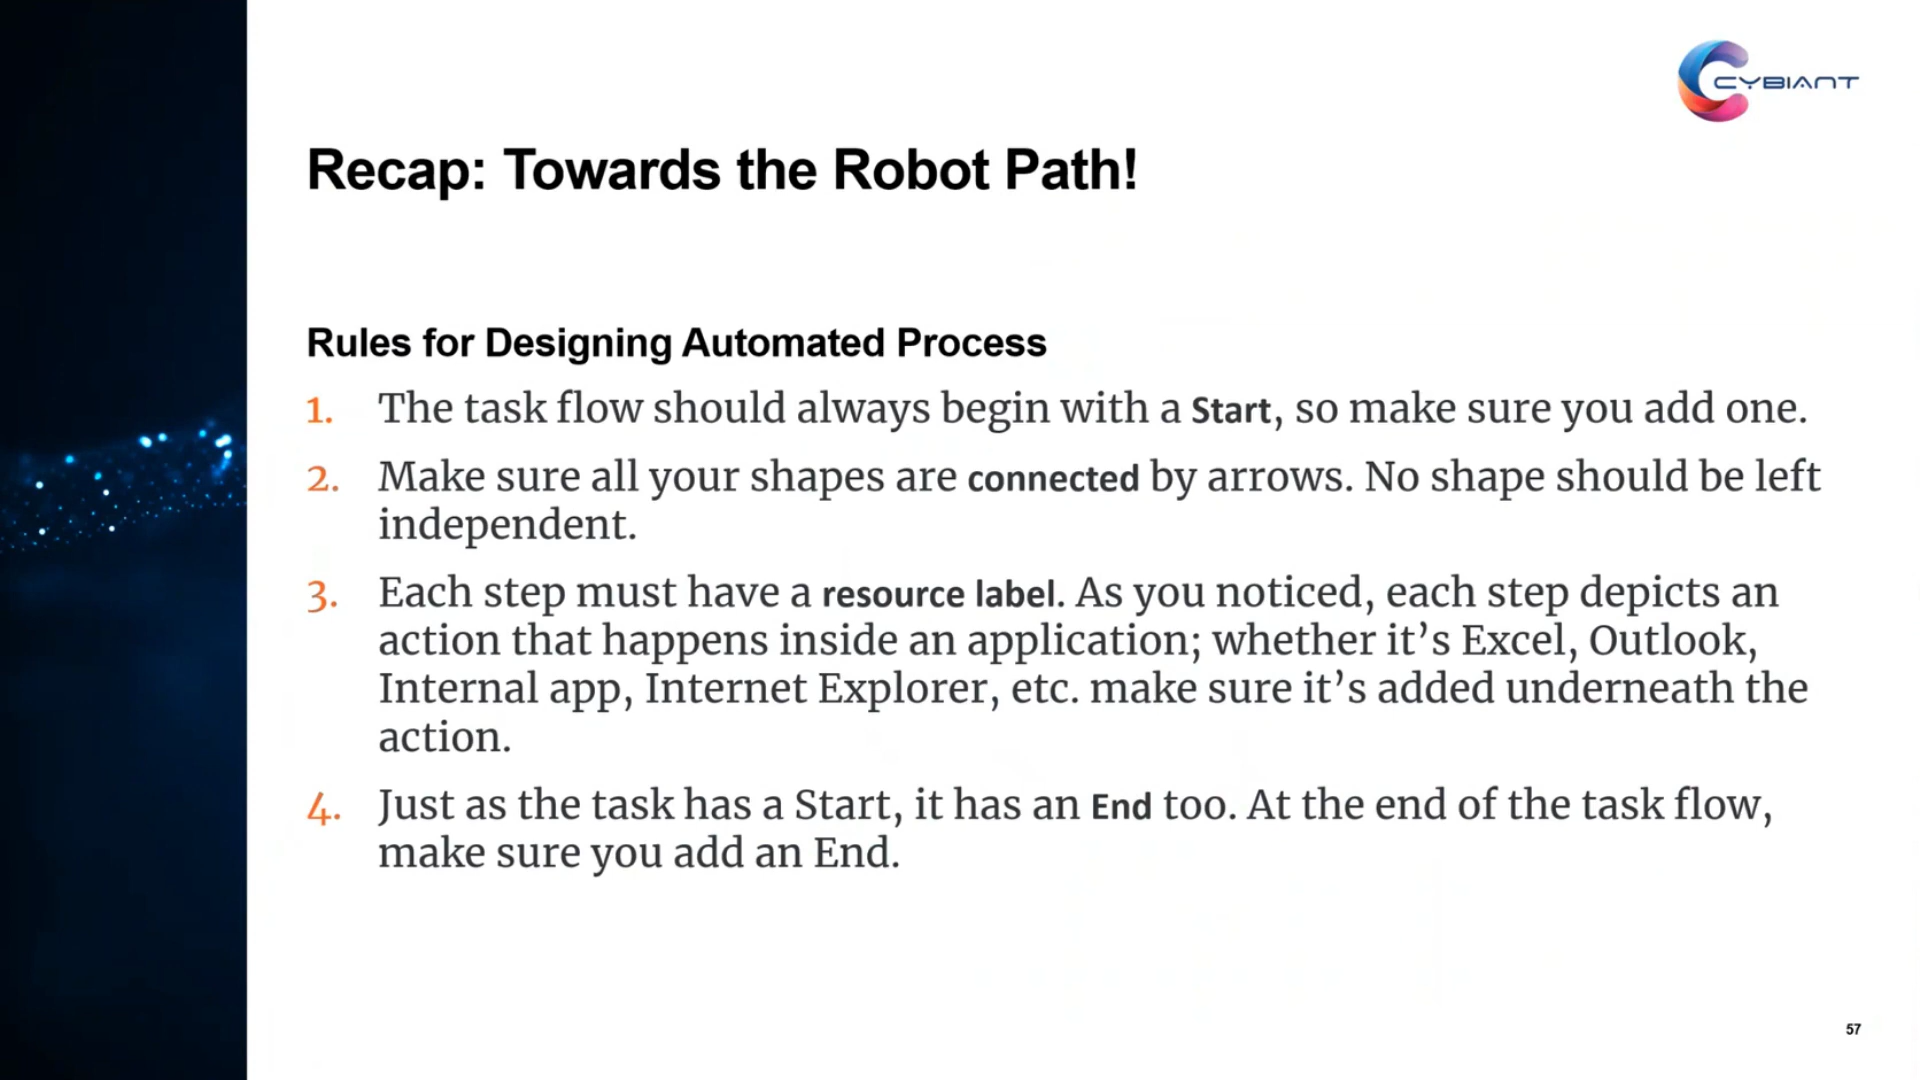 CYBIANT
Recap: Towards the Robot Path!
Rules for Designing Automated Process
1. The task flow should always begin with a Start, so make sure you add one.
2. Make sure all your shapes are connected by arrows. No shape should be left
independent.
3. Each step must have a resource label. As you noticed, each step depicts an
action that happens inside an application; whether it’s Excel, Outlook,
Internal app, Internet Explorer, etc. make sure it’s added underneath the
action.
4. Just as the task has a Start, it has an End too. At the end of the task flow,
make sure you add an End.
57